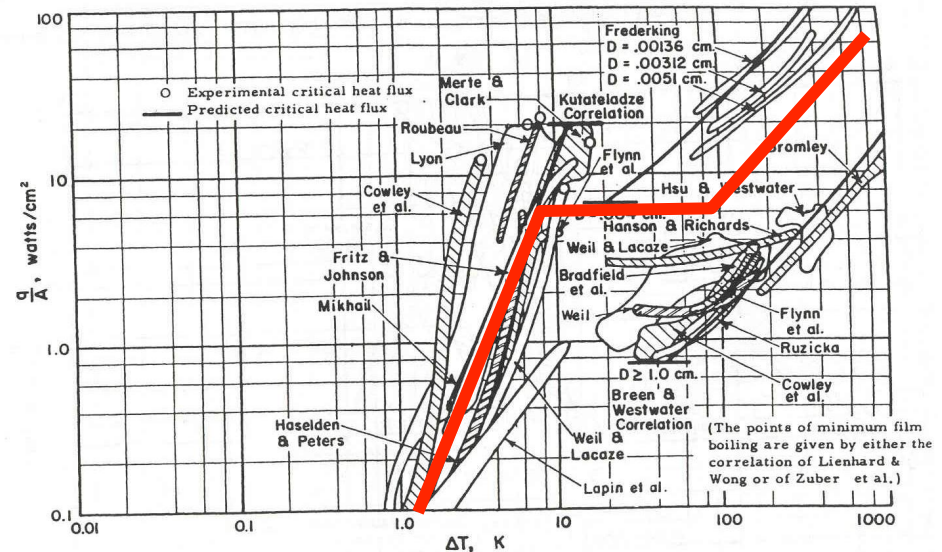 Frederking
D = .00136 cm.
D = .00312 cm.
D = .0051 cm.
O Experimental critical heat flux
Predicted critical heat flux
Merte &
Clark
Kutateladze
Correlation
Roubeau
Lyon
Flynn
et al.
Cowley
et al.
Bromley
Hsu & Westwater
cm.
Hanson & Richards
Weil & Lacaze
Fritz &
Johnson
Bradfield
et al.
Mikhail
Weil
Flynn
et al.
Ruzicka
D ≥ 1.0 cm.
Cowley
et al.
Breen &
Westwater
Correlation
Haselden
& Peters
Weil &
Lacaze
Lapin et al.
(The points of minimum film
boiling are given by either the
correlation of Lienhard &
Wong or of Zuber et al.)
100
10
1.0
0.1
q/A, watts/cm²
0.01
0.1
1.0
10
100
1000
ΔT, K